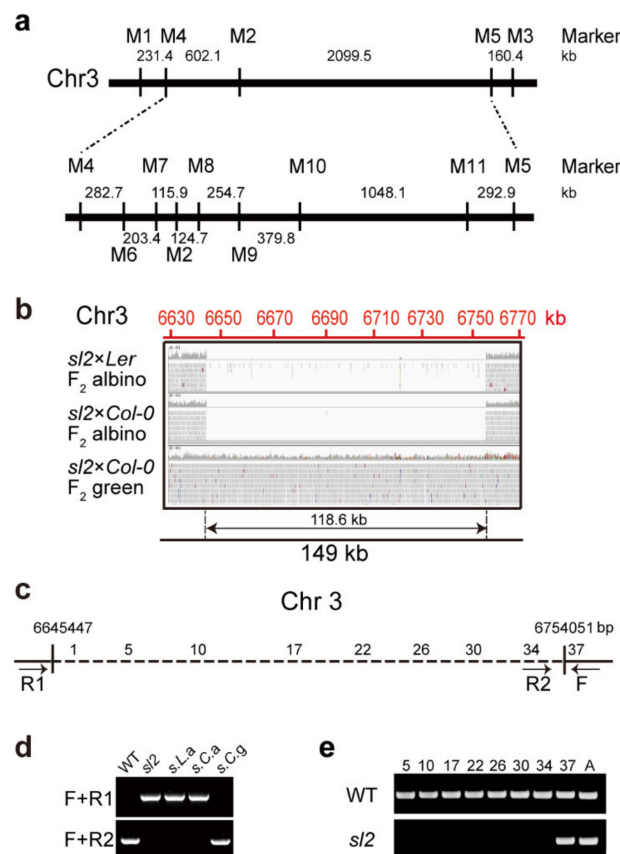 a
M1 M4 M2 M5 M3 Marker
231.4 602.1 2099.5 160.4 kb
Chr3
M4 M7 M8 M10 M11 M5 Marker
282.7 115.9 254.7 1048.1 292.9 kb
203.4 124.7 379.8
M6 M2 M9
b
Chr3 6630 6650 6670 6690 6710 6730 6750 6770 kb
sl2×Ler
F2 albino
sl2×Col-0
F2 albino
sl2×Col-0
F2 green
118.6 kb
149 kb
c
Chr 3
6645447 6754051 bp
1 5 10 17 22 26 30 34 37
R1 R2 F
d
WT sl2 s.L.a s.C.a s.C.g
F+R1
F+R2
e
5 10 17 22 26 30 34 37 A
WT
sl2